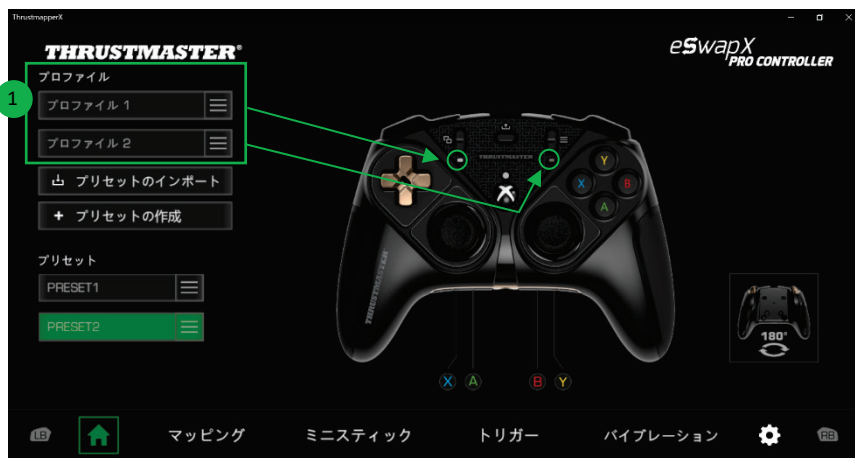 ThrustmapperX
THRUSTMASTER®
eSwap X
PRO CONTROLLER
プロファイル
1
プロファイル 1
プロファイル 2
プリセットのインポート
+ プリセットの作成
プリセット
PRESET1
PRESET2
THRUSTMASTER
Y
X
B
A
THRUSTMASTER
180°
X A B Y
LB
マッピング
ミニスティック
トリガー
バイブレーション
RB